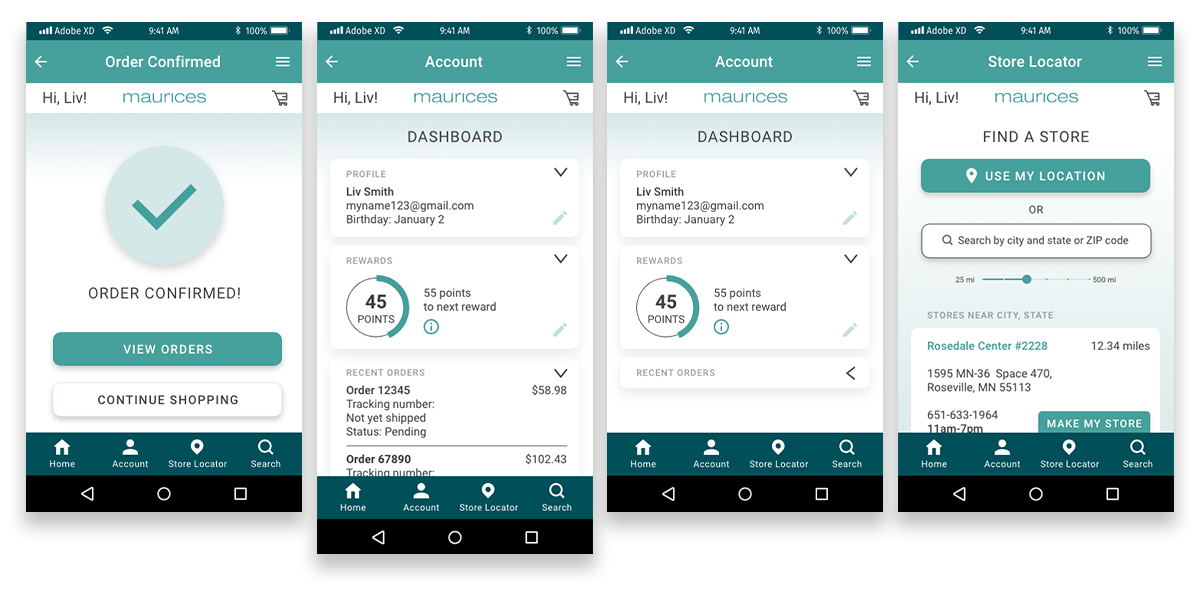 Adobe XD 9:41 AM 100%
Order Confirmed
Hi, Liv! maurices
ORDER CONFIRMED!
VIEW ORDERS
CONTINUE SHOPPING
Home Account Store Locator Search
Adobe XD 9:41 AM 100%
Account
Hi, Liv! maurices
DASHBOARD
PROFILE
Liv Smith
myname123@gmail.com
Birthday: January 2
REWARDS
45
POINTS
55 points
to next reward
RECENT ORDERS
Order 12345 $58.98
Tracking number:
Not yet shipped
Status: Pending
Order 67890 $102.43
Tracking number:
Home Account Store Locator Search
Adobe XD 9:41 AM 100%
Account
Hi, Liv! maurices
DASHBOARD
PROFILE
Liv Smith
myname123@gmail.com
Birthday: January 2
REWARDS
45
POINTS
55 points
to next reward
RECENT ORDERS
Home Account Store Locator Search
Adobe XD 9:41 AM 100%
Store Locator
Hi, Liv! maurices
FIND A STORE
USE MY LOCATION
OR
Search by city and state or ZIP code
25 mi 500 mi
STORES NEAR CITY, STATE
Rosedale Center #2228 12.34 miles
1595 MN-36 Space 470,
Roseville, MN 55113
651-633-1964
11am-7pm
MAKE MY STORE
Home Account Store Locator Search